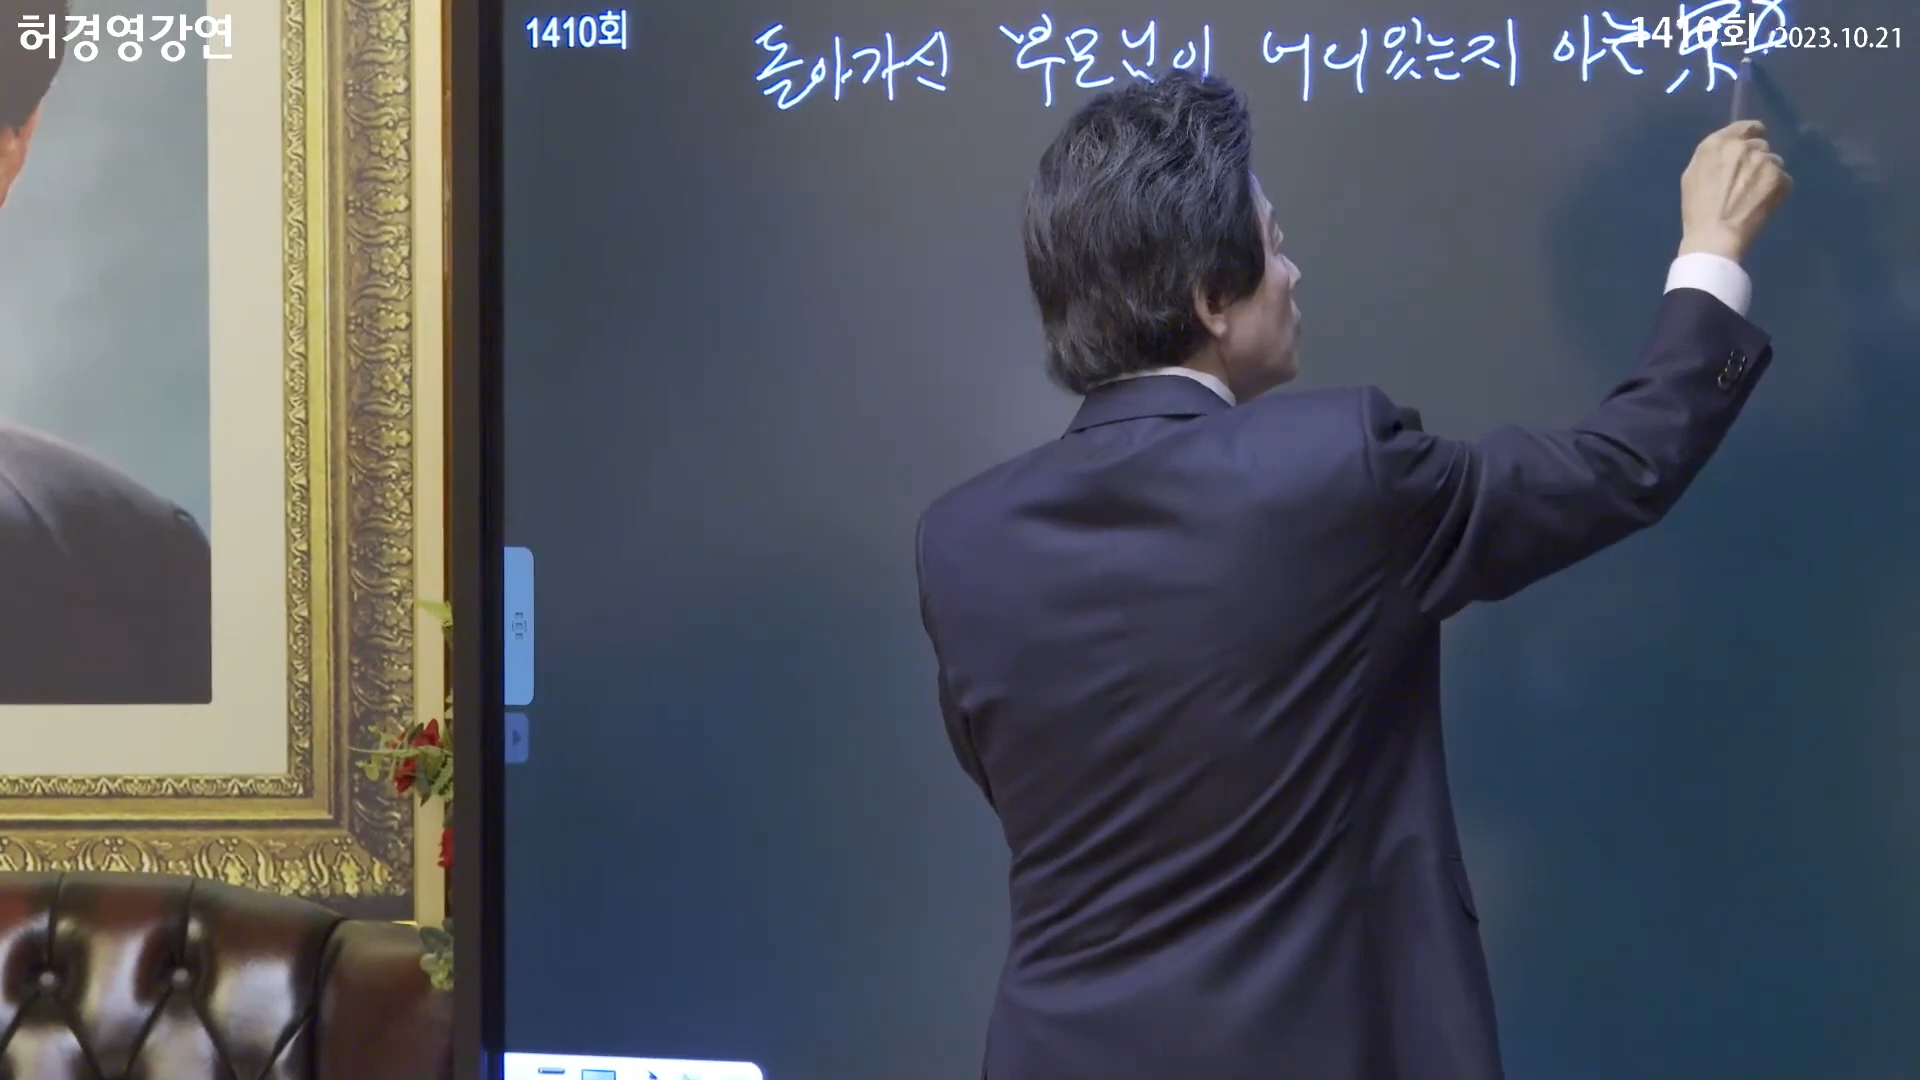 허경영강연
1410회
1410회 2023.10.21
돌아가신 부모님이 어디있는지 아는